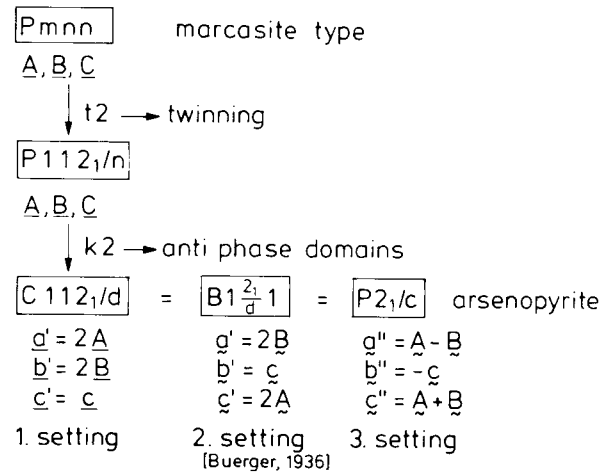 Pmnn marcasite type
A, B, C
t2 → twinning
P112₁/n
A, B, C
k2 → anti phase domains
C112₁/d = B1 2₁/d 1 = P2₁/c arsenopyrite
a' = 2A a' = 2B a'' = A - B
b' = 2B b' = c b'' = -c
c' = c c' = 2A c'' = A + B
1. setting 2. setting 3. setting
[Buerger, 1936]